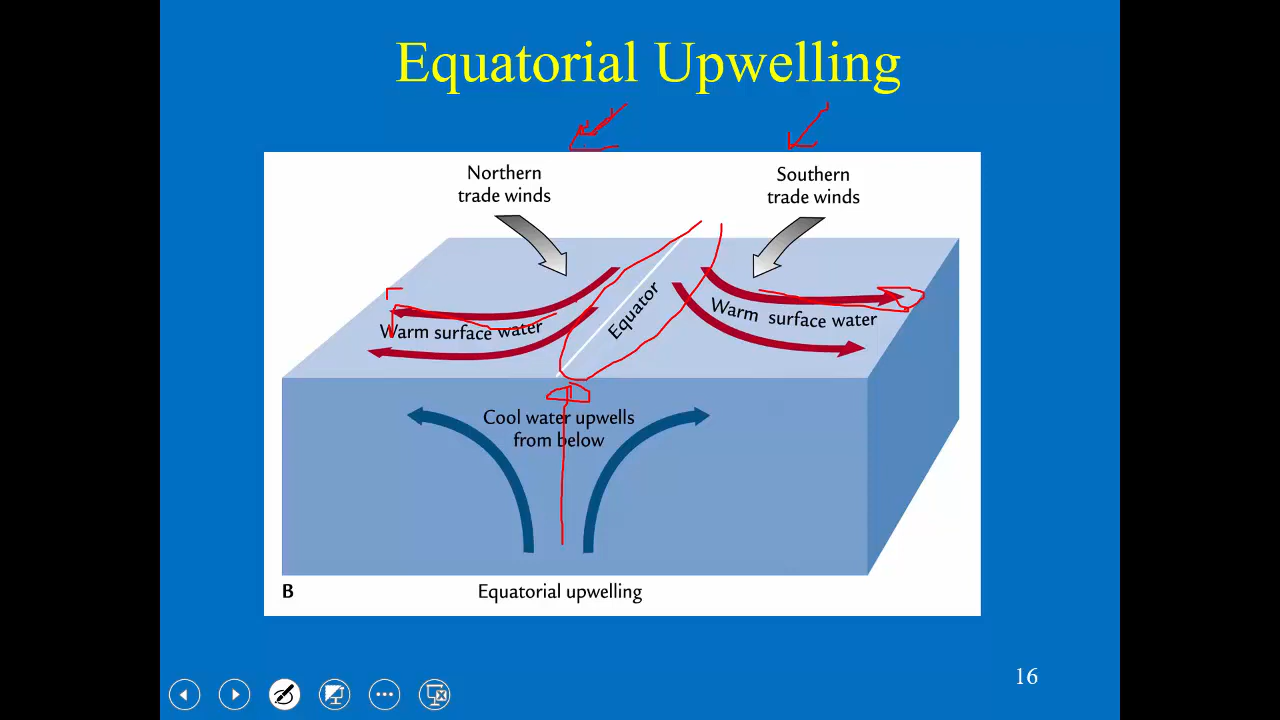 Equatorial Upwelling
Northern
trade winds
Southern
trade winds
Equator
Warm surface water
Warm surface water
Cool water upwells
from below
B
Equatorial upwelling
16